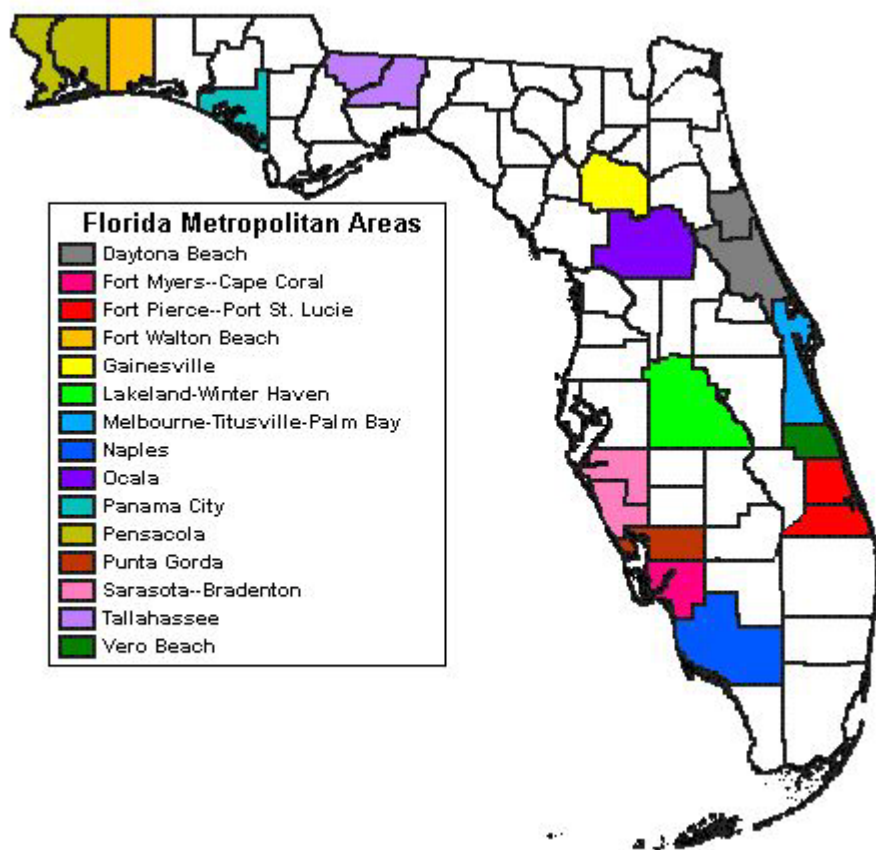 Florida Metropolitan Areas
Daytona Beach
Fort Myers--Cape Coral
Fort Pierce--Port St. Lucie
Fort Walton Beach
Gainesville
Lakeland-Winter Haven
Melbourne-Titusville-Palm Bay
Naples
Ocala
Panama City
Pensacola
Punta Gorda
Sarasota--Bradenton
Tallahassee
Vero Beach